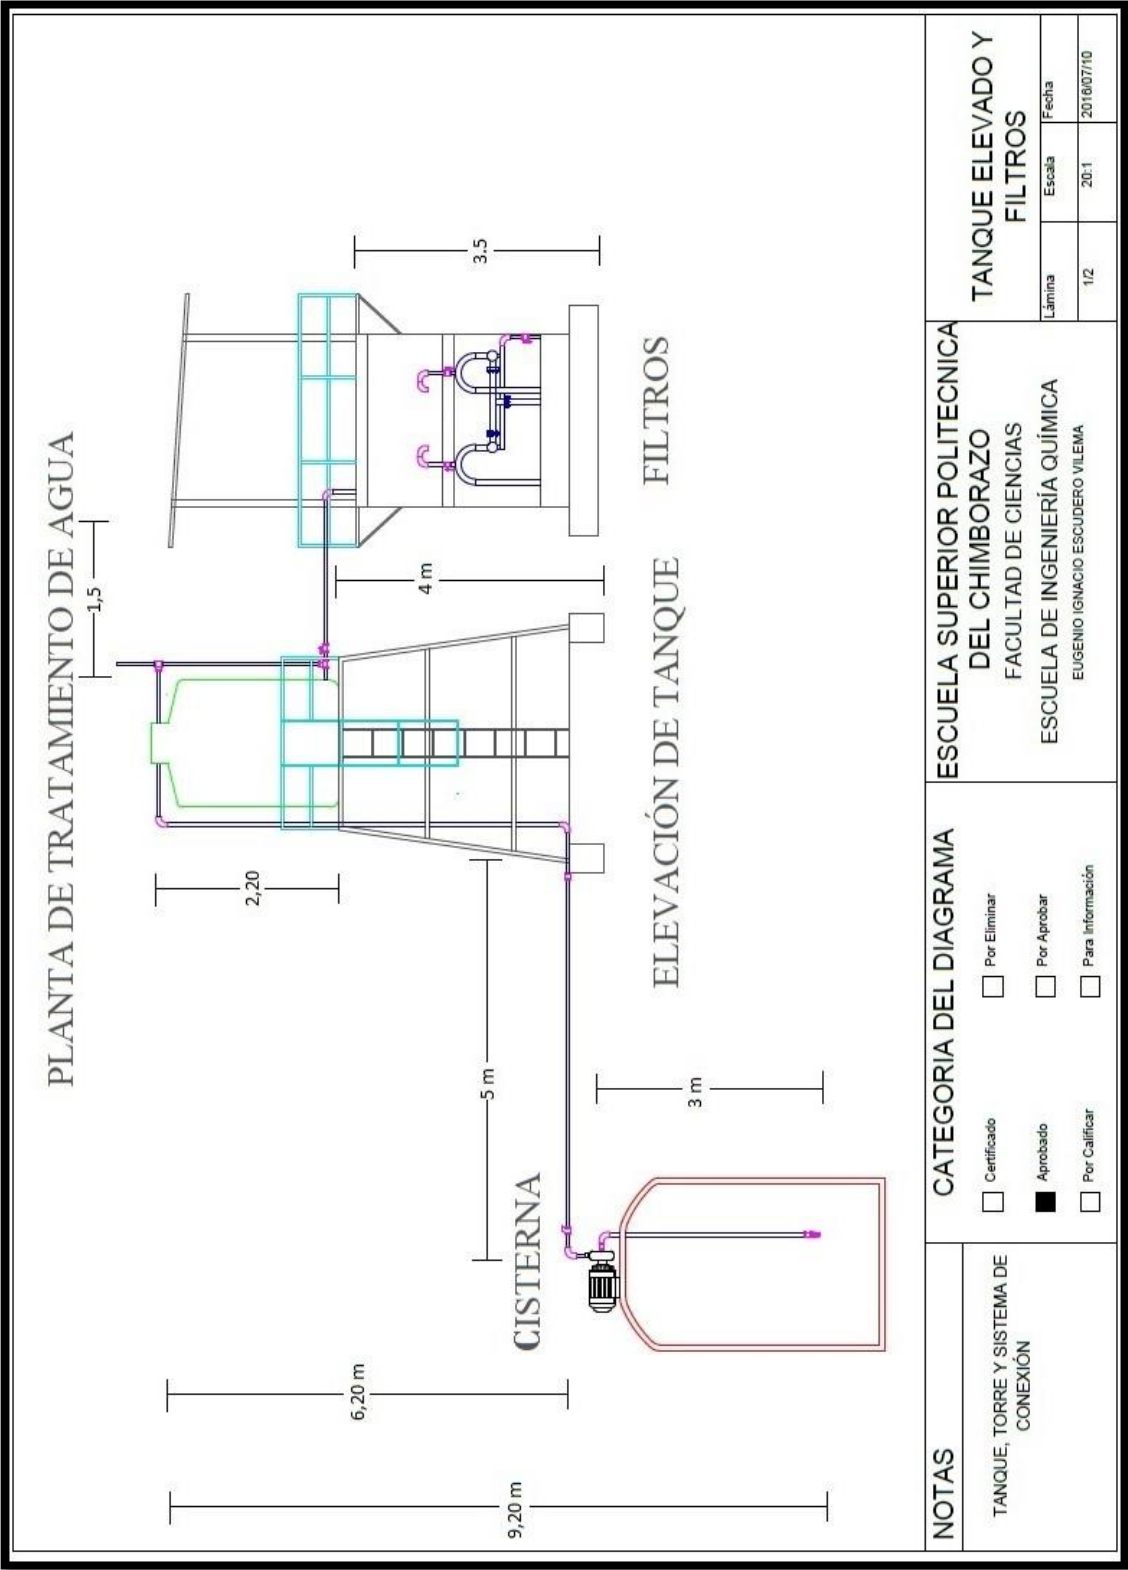 PLANTA DE TRATAMIENTO DE AGUA
1,5
2,20
4 m
3.5
5 m
3 m
6,20 m
9,20 m
CISTERNA
ELEVACIÓN DE TANQUE
FILTROS
NOTAS
TANQUE, TORRE Y SISTEMA DE
CONEXIÓN
CATEGORIA DEL DIAGRAMA
Certificado
Por Eliminar
Aprobado
Por Aprobar
Por Calificar
Para Información
ESCUELA SUPERIOR POLITECNICA
DEL CHIMBORAZO
FACULTAD DE CIENCIAS
ESCUELA DE INGENIERÍA QUÍMICA
EUGENIO IGNACIO ESCUDERO VILEMA
TANQUE ELEVADO Y
FILTROS
Lámina Escala Fecha
1/2 20:1 2016/07/10